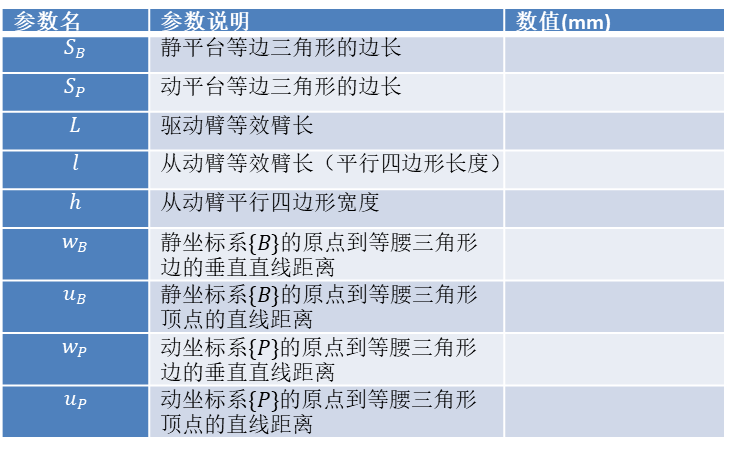 参数名 参数说明 数值(mm)
S_B 静平台等边三角形的边长
S_P 动平台等边三角形的边长
L 驱动臂等效臂长
l 从动臂等效臂长（平行四边形长度）
h 从动臂平行四边形宽度
w_B 静坐标系{B}的原点到等腰三角形
边的垂直直线距离
u_B 静坐标系{B}的原点到等腰三角形
顶点的直线距离
w_P 动坐标系{P}的原点到等腰三角形
边的垂直直线距离
u_P 动坐标系{P}的原点到等腰三角形
顶点的直线距离